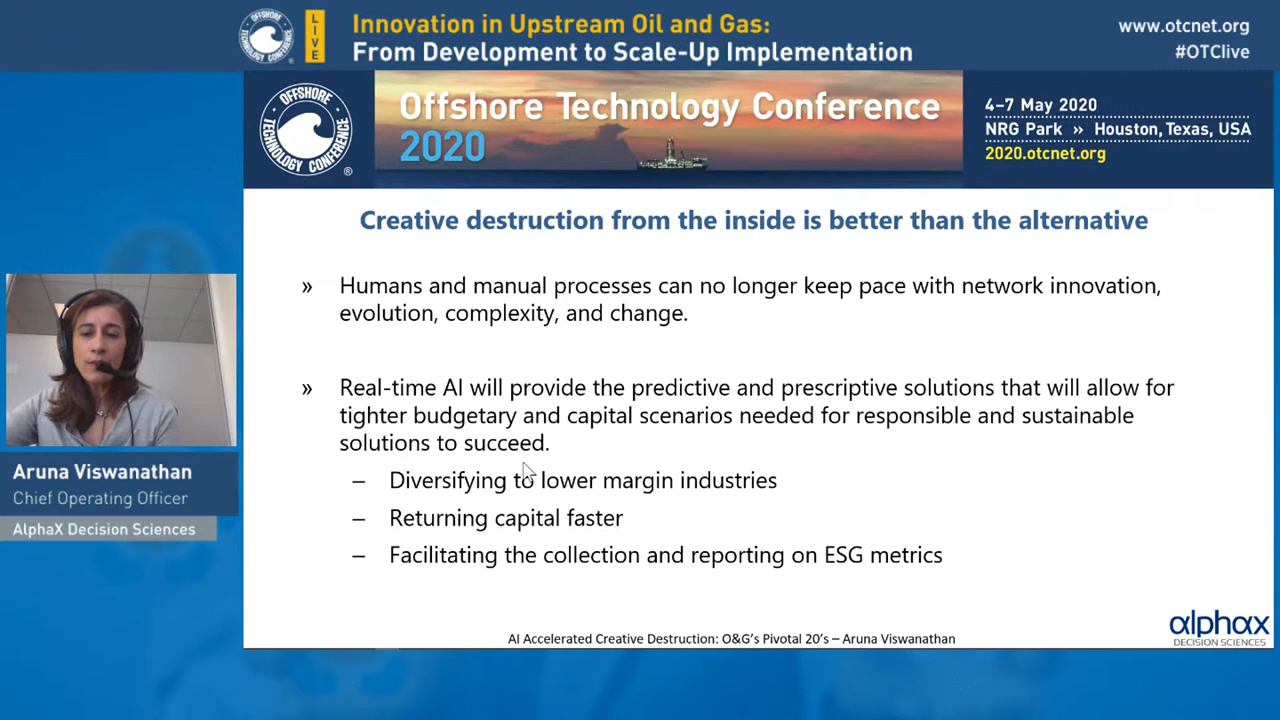 OFFSHORE TECHNOLOGY CONFERENCE
LIVE
Innovation in Upstream Oil and Gas:
From Development to Scale-Up Implementation
www.otcnet.org
#OTClive
OFFSHORE TECHNOLOGY CONFERENCE ®
Offshore Technology Conference
2020
4–7 May 2020
NRG Park » Houston, Texas, USA
2020.otcnet.org
Creative destruction from the inside is better than the alternative
» Humans and manual processes can no longer keep pace with network innovation,
evolution, complexity, and change.
» Real-time AI will provide the predictive and prescriptive solutions that will allow for
tighter budgetary and capital scenarios needed for responsible and sustainable
solutions to succeed.
– Diversifying to lower margin industries
– Returning capital faster
– Facilitating the collection and reporting on ESG metrics
Aruna Viswanathan
Chief Operating Officer
AlphaX Decision Sciences
AI Accelerated Creative Destruction: O&G's Pivotal 20's – Aruna Viswanathan
alphax
DECISION SCIENCES